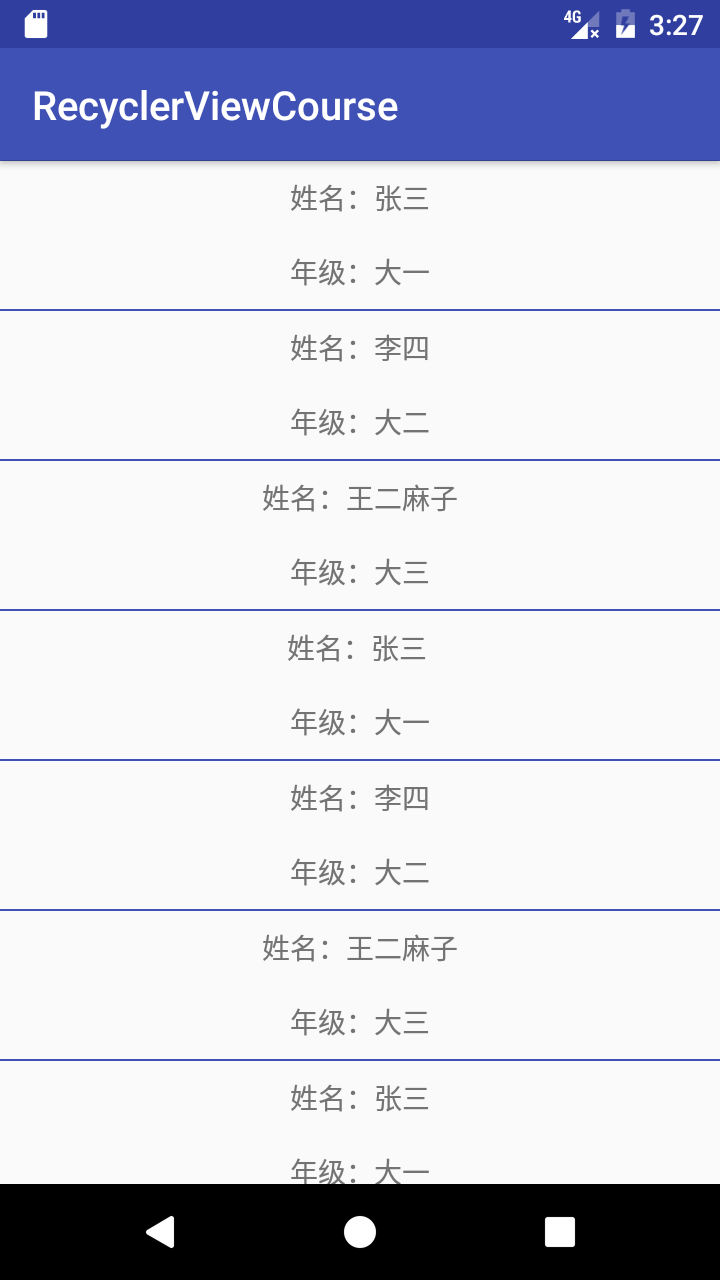 4G 3:27
RecyclerViewCourse
姓名：张三
年级：大一
姓名：李四
年级：大二
姓名：王二麻子
年级：大三
姓名：张三
年级：大一
姓名：李四
年级：大二
姓名：王二麻子
年级：大三
姓名：张三
年级：大一